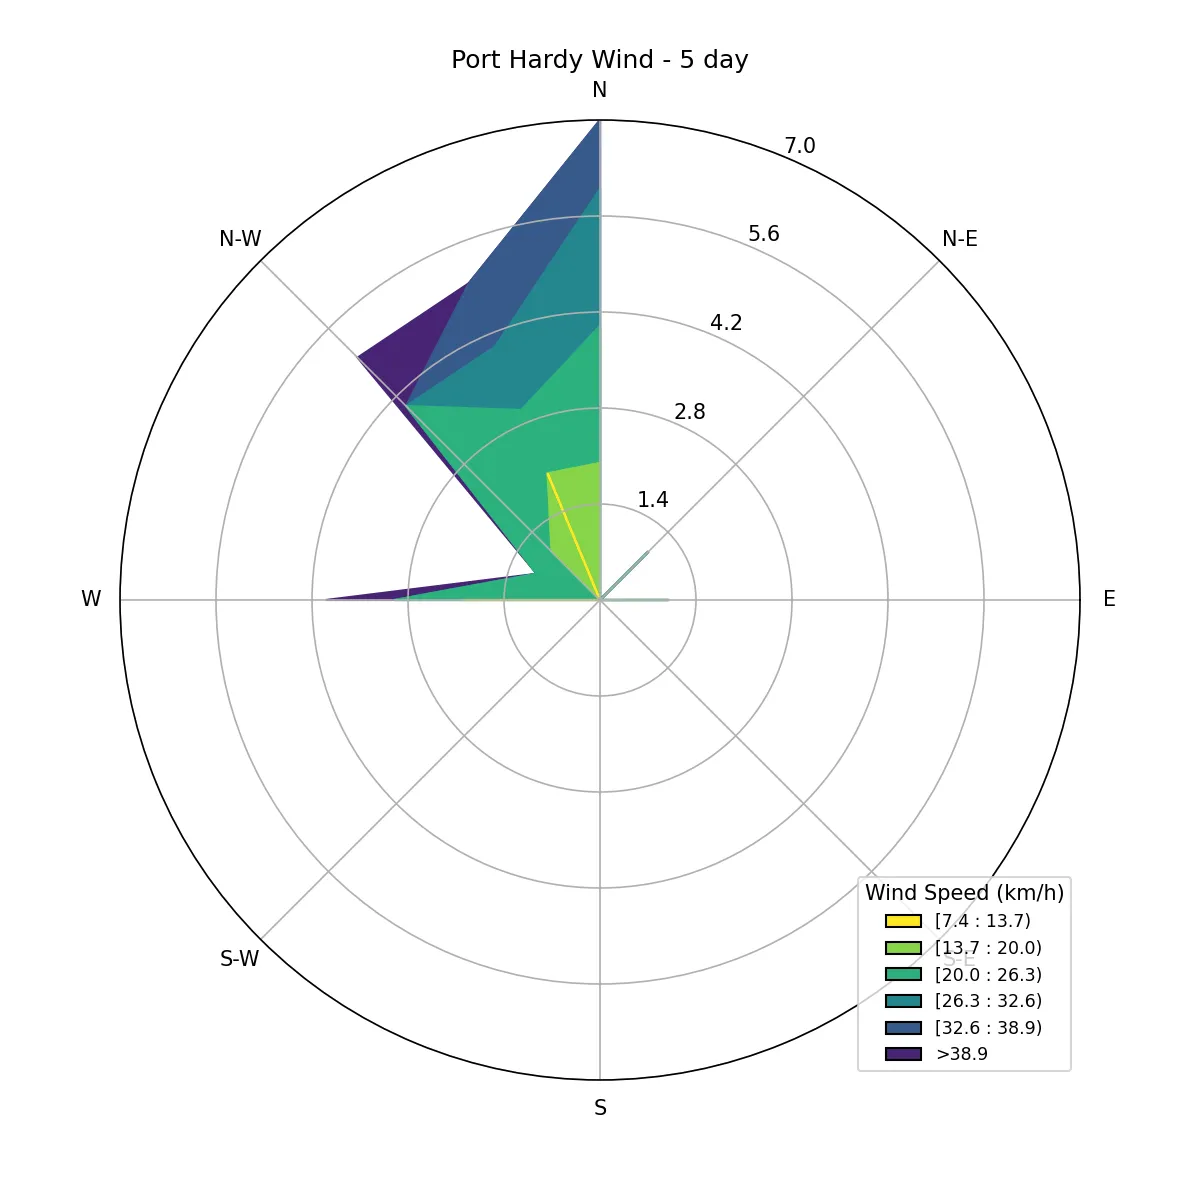 Port Hardy Wind - 5 day
N
7.0
N-W
5.6
N-E
4.2
2.8
1.4
W
E
Wind Speed (km/h)
[7.4 : 13.7)
[13.7 : 20.0)
S-W
S-E
[20.0 : 26.3)
[26.3 : 32.6)
[32.6 : 38.9)
>38.9
S